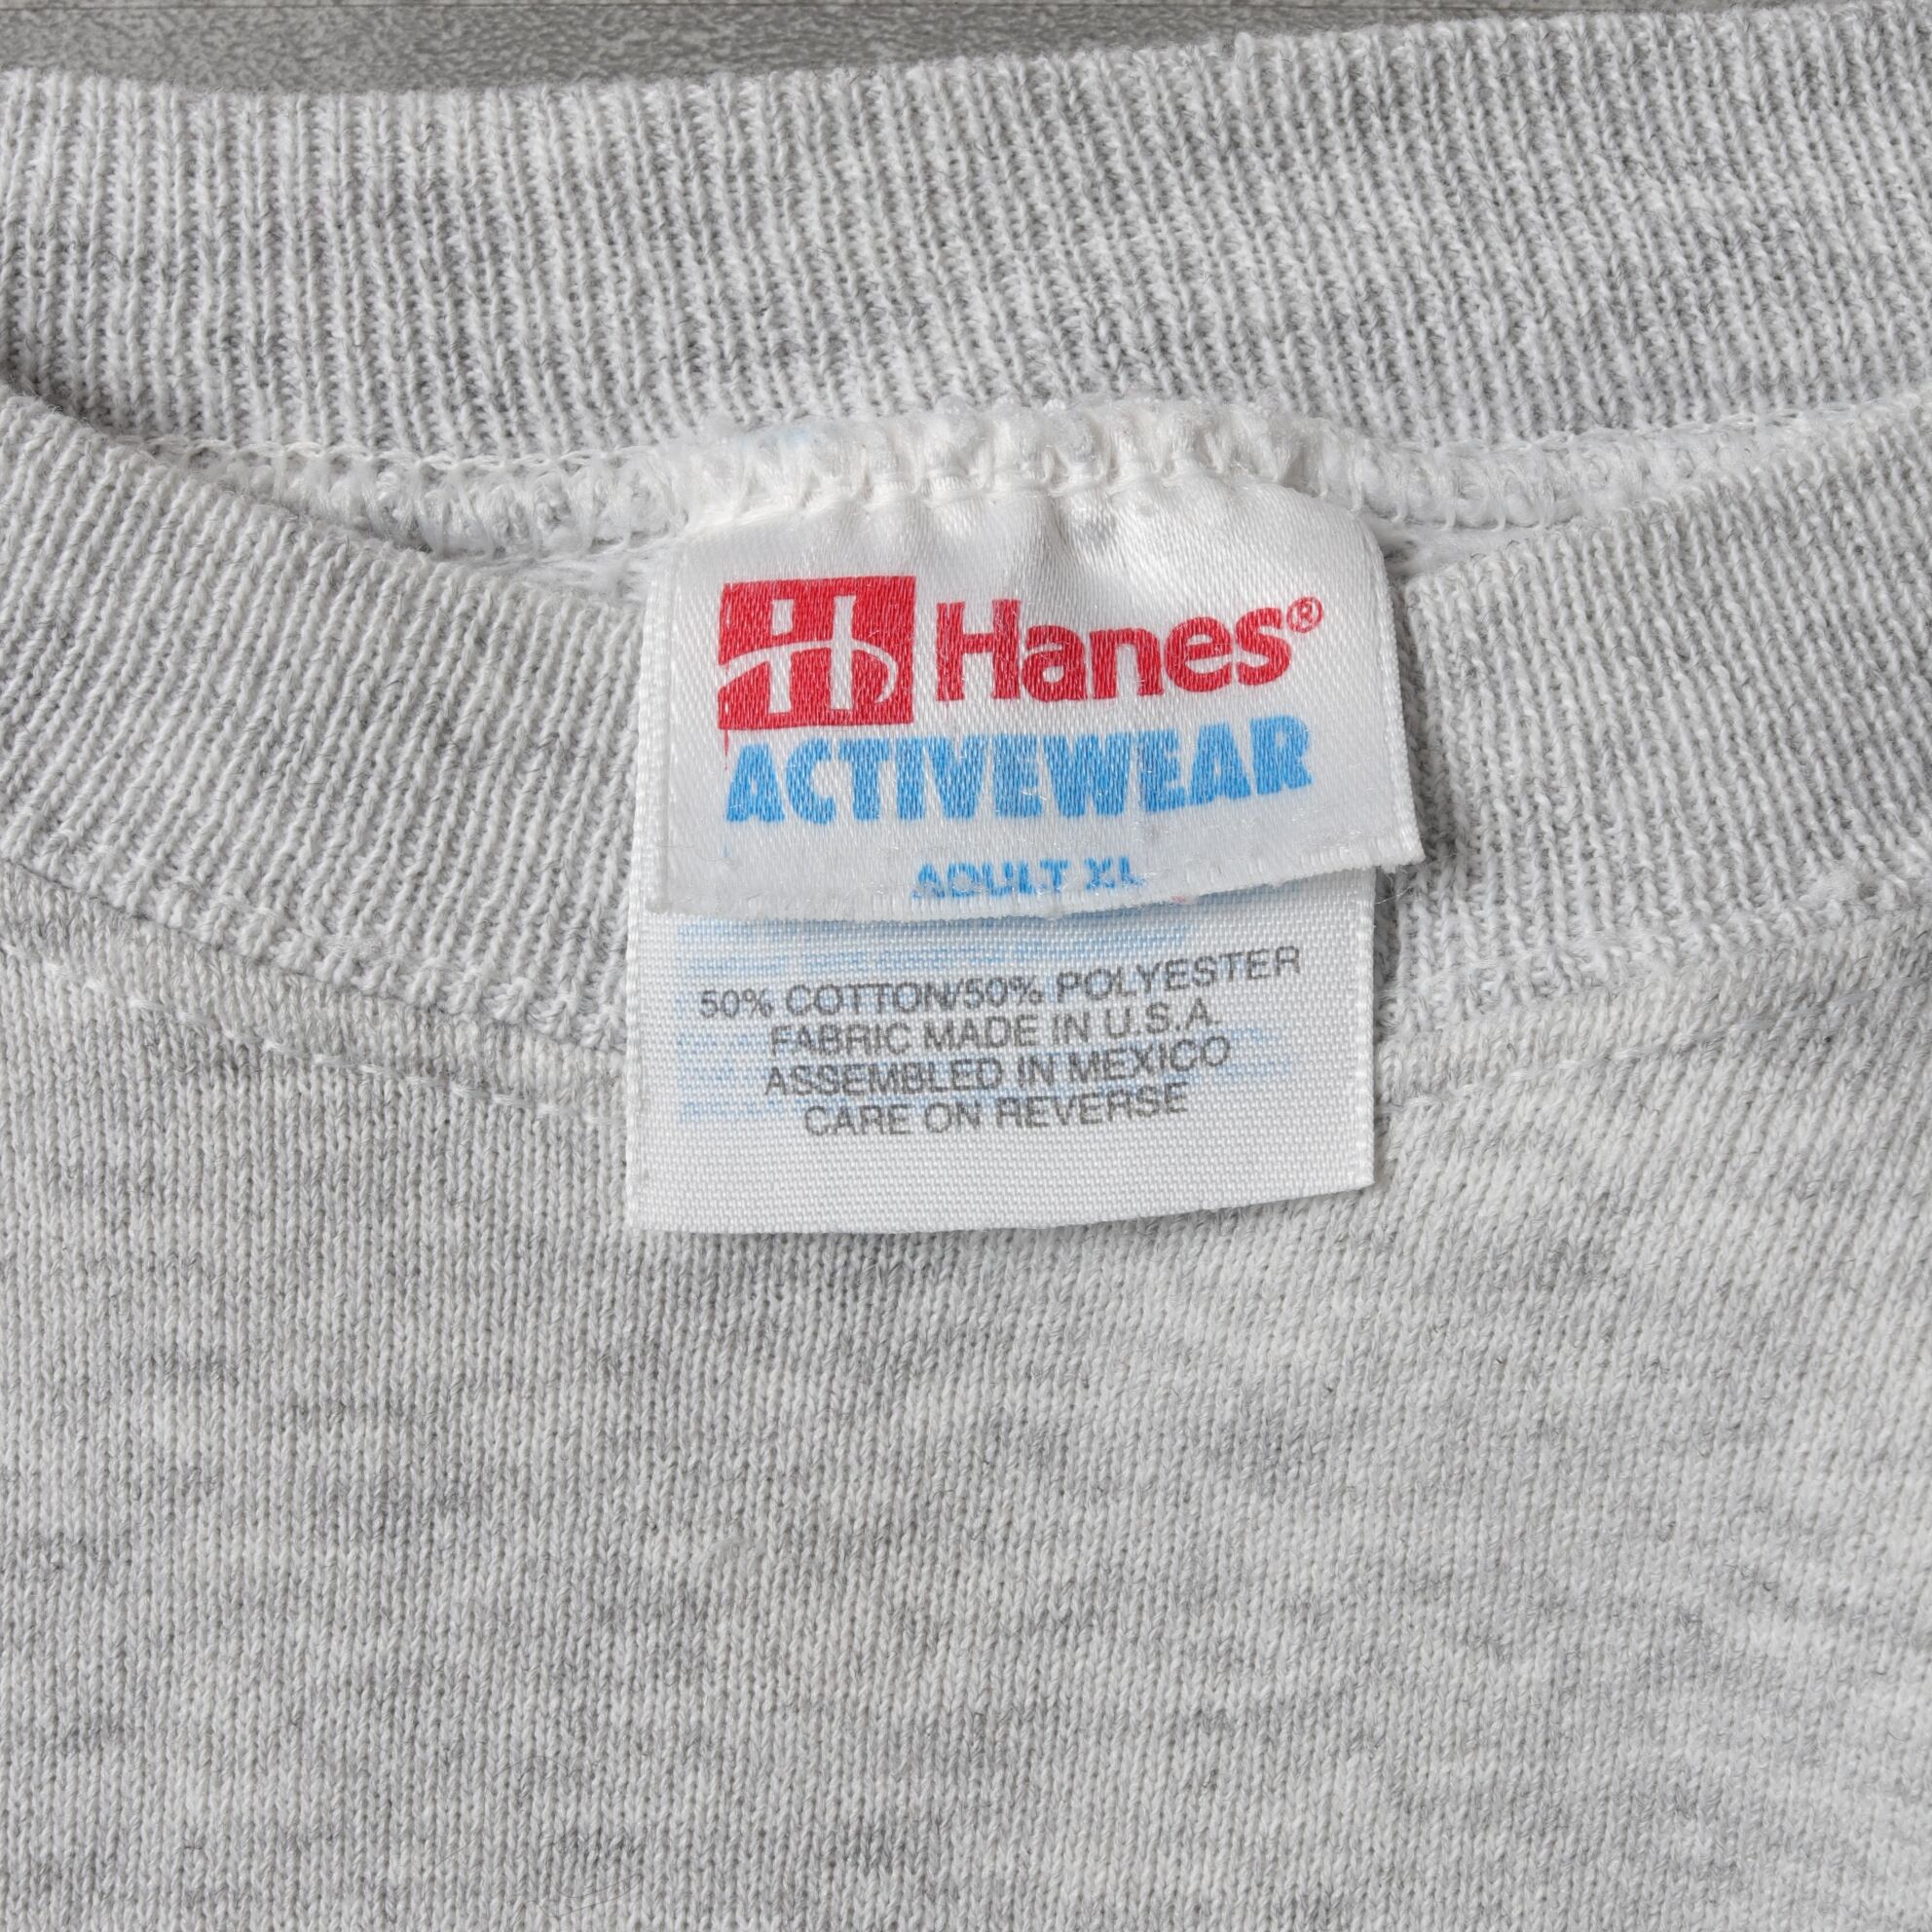 H Hanes®
ACTIVEWEAR
ADULT XL
50% COTTON/50% POLYESTER
FABRIC MADE IN U.S.A.
ASSEMBLED IN MEXICO
CARE ON REVERSE